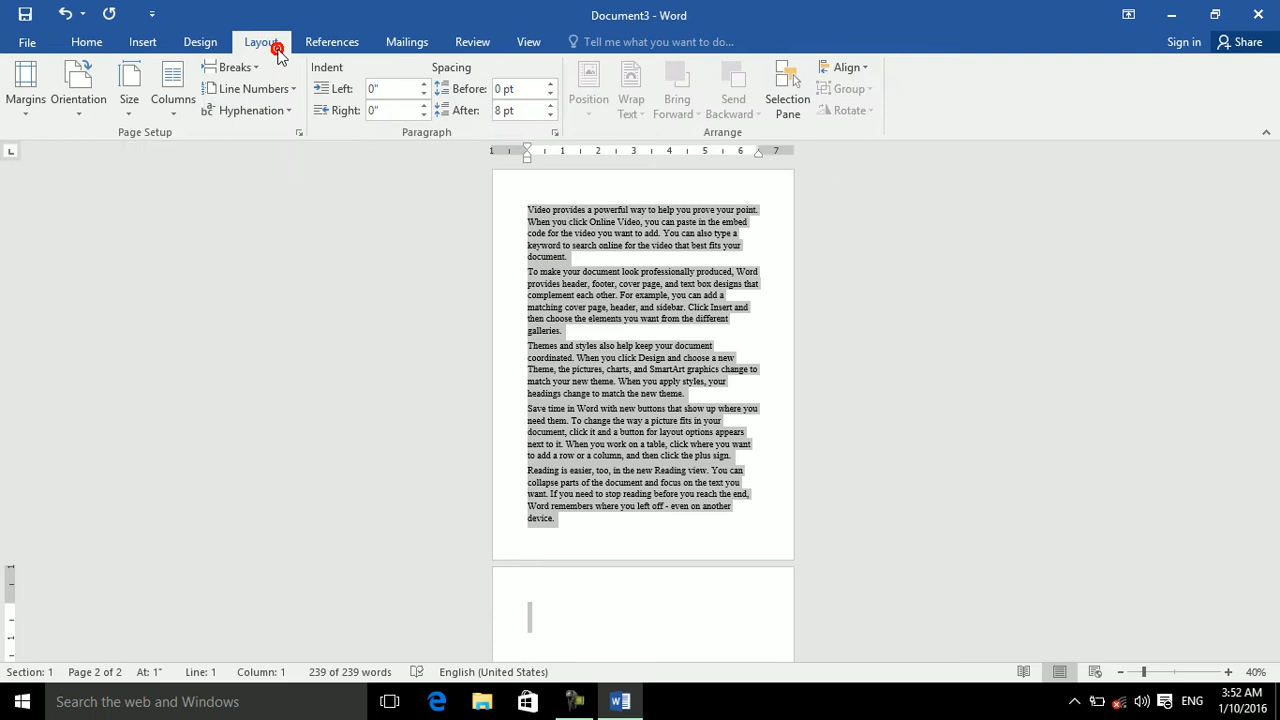 Document3 - Word
File Home Insert Design Layout References Mailings Review View Tell me what you want to do... Sign in Share
Margins Orientation Size Columns
Breaks
Line Numbers
Hyphenation
Page Setup
Indent
Left: 0"
Right: 0"
Spacing
Before: 0 pt
After: 8 pt
Paragraph
Position Wrap Text Bring Forward Send Backward Selection Pane
Align
Group
Rotate
Arrange
1 1 2 3 4 5 6 7
Video provides a powerful way to help you prove your point.
When you click Online Video, you can paste in the embed
code for the video you want to add. You can also type a
keyword to search online for the video that best fits your
document.
To make your document look professionally produced, Word
provides header, footer, cover page, and text box designs that
complement each other. For example, you can add a
matching cover page, header, and sidebar. Click Insert and
then choose the elements you want from the different
galleries.
Themes and styles also help keep your document
coordinated. When you click Design and choose a new
Theme, the pictures, charts, and SmartArt graphics change to
match your new theme. When you apply styles, your
headings change to match the new theme.
Save time in Word with new buttons that show up where you
need them. To change the way a picture fits in your
document, click it and a button for layout options appears
next to it. When you work on a table, click where you want
to add a row or a column, and then click the plus sign.
Reading is easier, too, in the new Reading view. You can
collapse parts of the document and focus on the text you
want. If you need to stop reading before you reach the end,
Word remembers where you left off - even on another
device.
1
1
Section: 1 Page 2 of 2 At: 1" Line: 1 Column: 1 239 of 239 words English (United States) 40%
Search the web and Windows
ENG
3:52 AM
1/10/2016